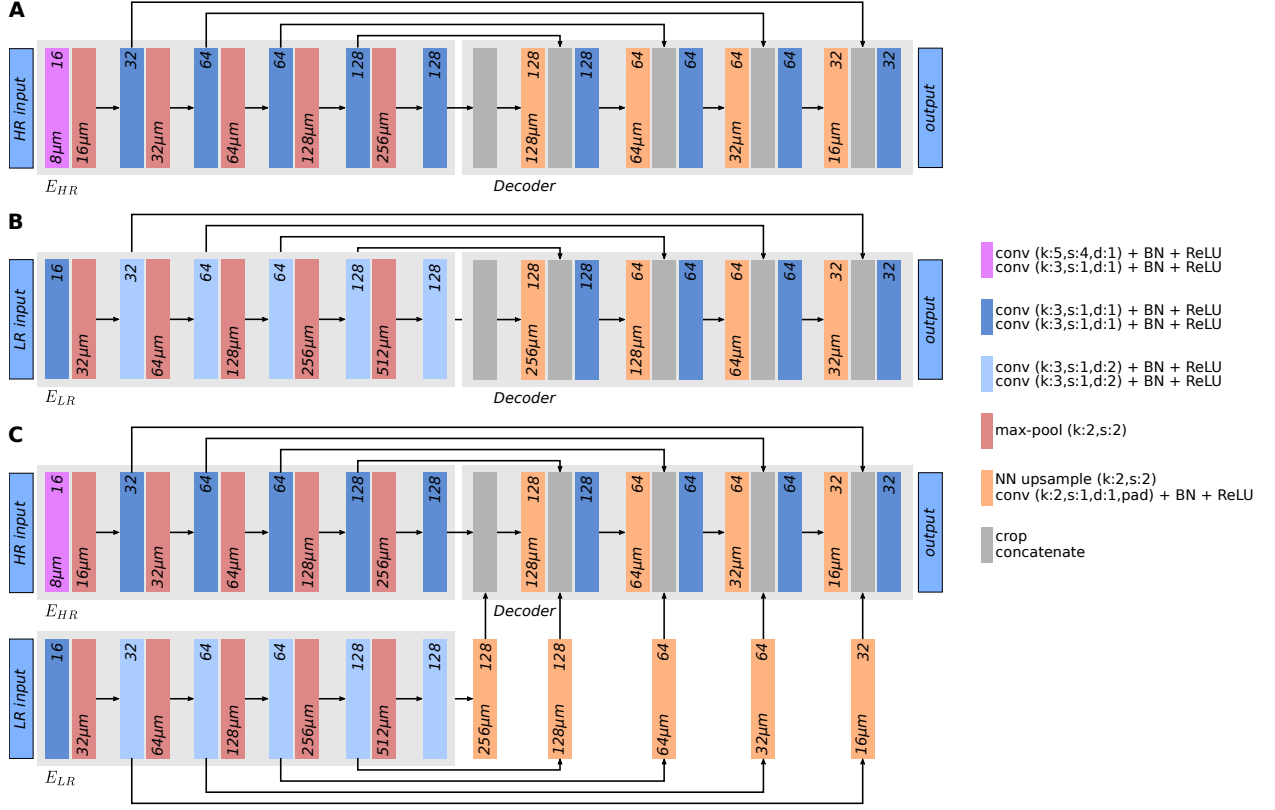 A
HR input
8μm
16
16μm
32
32μm
64
64μm
64
128μm
128
256μm
128
128μm
128
128
64μm
64
64
32μm
64
64
16μm
32
32
output
E_HR
Decoder
B
LR input
16
32μm
32
64μm
64
128μm
64
256μm
128
512μm
128
256μm
128
128
128μm
64
64
64μm
64
64
32μm
32
32
output
E_LR
Decoder
C
HR input
8μm
16
16μm
32
32μm
64
64μm
64
128μm
128
256μm
128
128μm
128
128
64μm
64
64
32μm
64
64
16μm
32
32
output
E_HR
Decoder
LR input
16
32μm
32
64μm
64
128μm
64
256μm
128
512μm
128
256μm
128
128μm
128
64μm
64
32μm
64
16μm
32
E_LR
conv (k:5,s:4,d:1) + BN + ReLU
conv (k:3,s:1,d:1) + BN + ReLU
conv (k:3,s:1,d:1) + BN + ReLU
conv (k:3,s:1,d:1) + BN + ReLU
conv (k:3,s:1,d:2) + BN + ReLU
conv (k:3,s:1,d:2) + BN + ReLU
max-pool (k:2,s:2)
NN upsample (k:2,s:2)
conv (k:2,s:1,d:1,pad) + BN + ReLU
crop
concatenate